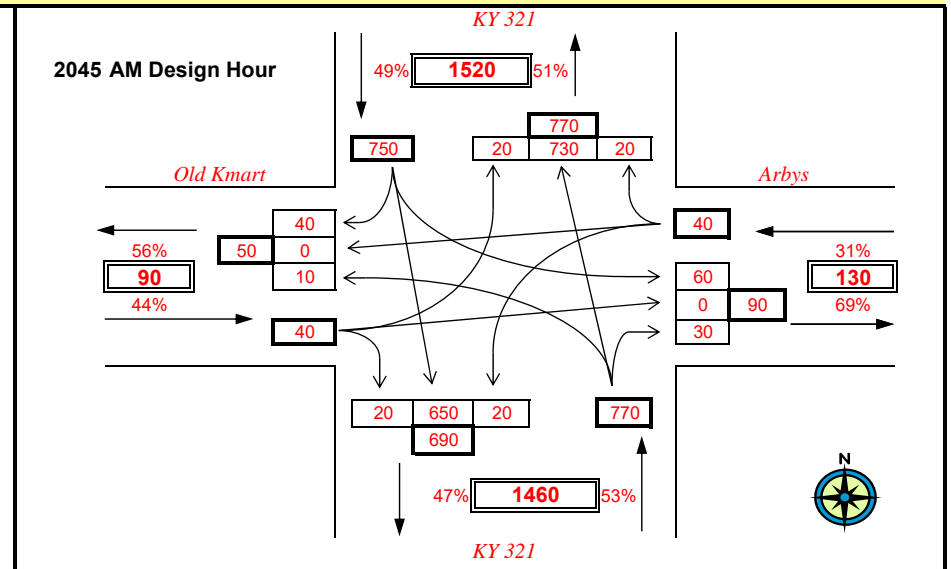 KY 321
2045 AM Design Hour
49% 1520 51%
770
750 20 730 20
Old Kmart Arbys
40 40
56% 50 0 31%
90 10 60 130
44% 0 90 69%
40 30
20 650 20 770
690
N
47% 1460 53%
KY 321